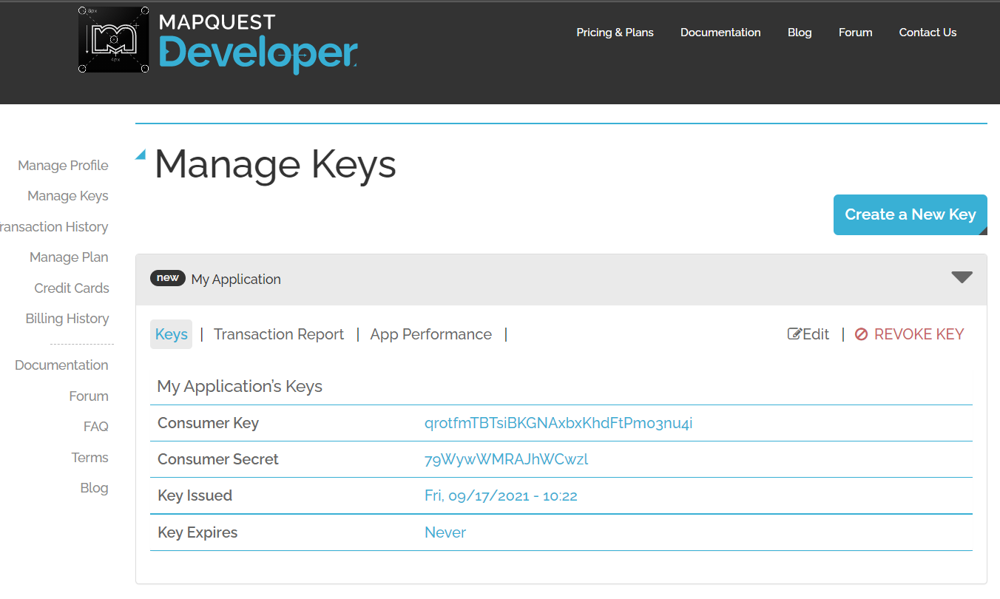 8px
4px
MAPQUEST
Developer
Pricing & Plans
Documentation
Blog
Forum
Contact Us
Manage Profile
Manage Keys
ransaction History
Manage Plan
Credit Cards
Billing History
Documentation
Forum
FAQ
Terms
Blog
Manage Keys
Create a New Key
new My Application
Keys | Transaction Report | App Performance |
Edit | REVOKE KEY
My Application’s Keys
Consumer Key qrotfmTBTsiBKGNAxbxKhdFtPmo3nu4i
Consumer Secret 79WywWMRAJhWCwzl
Key Issued Fri, 09/17/2021 - 10:22
Key Expires Never